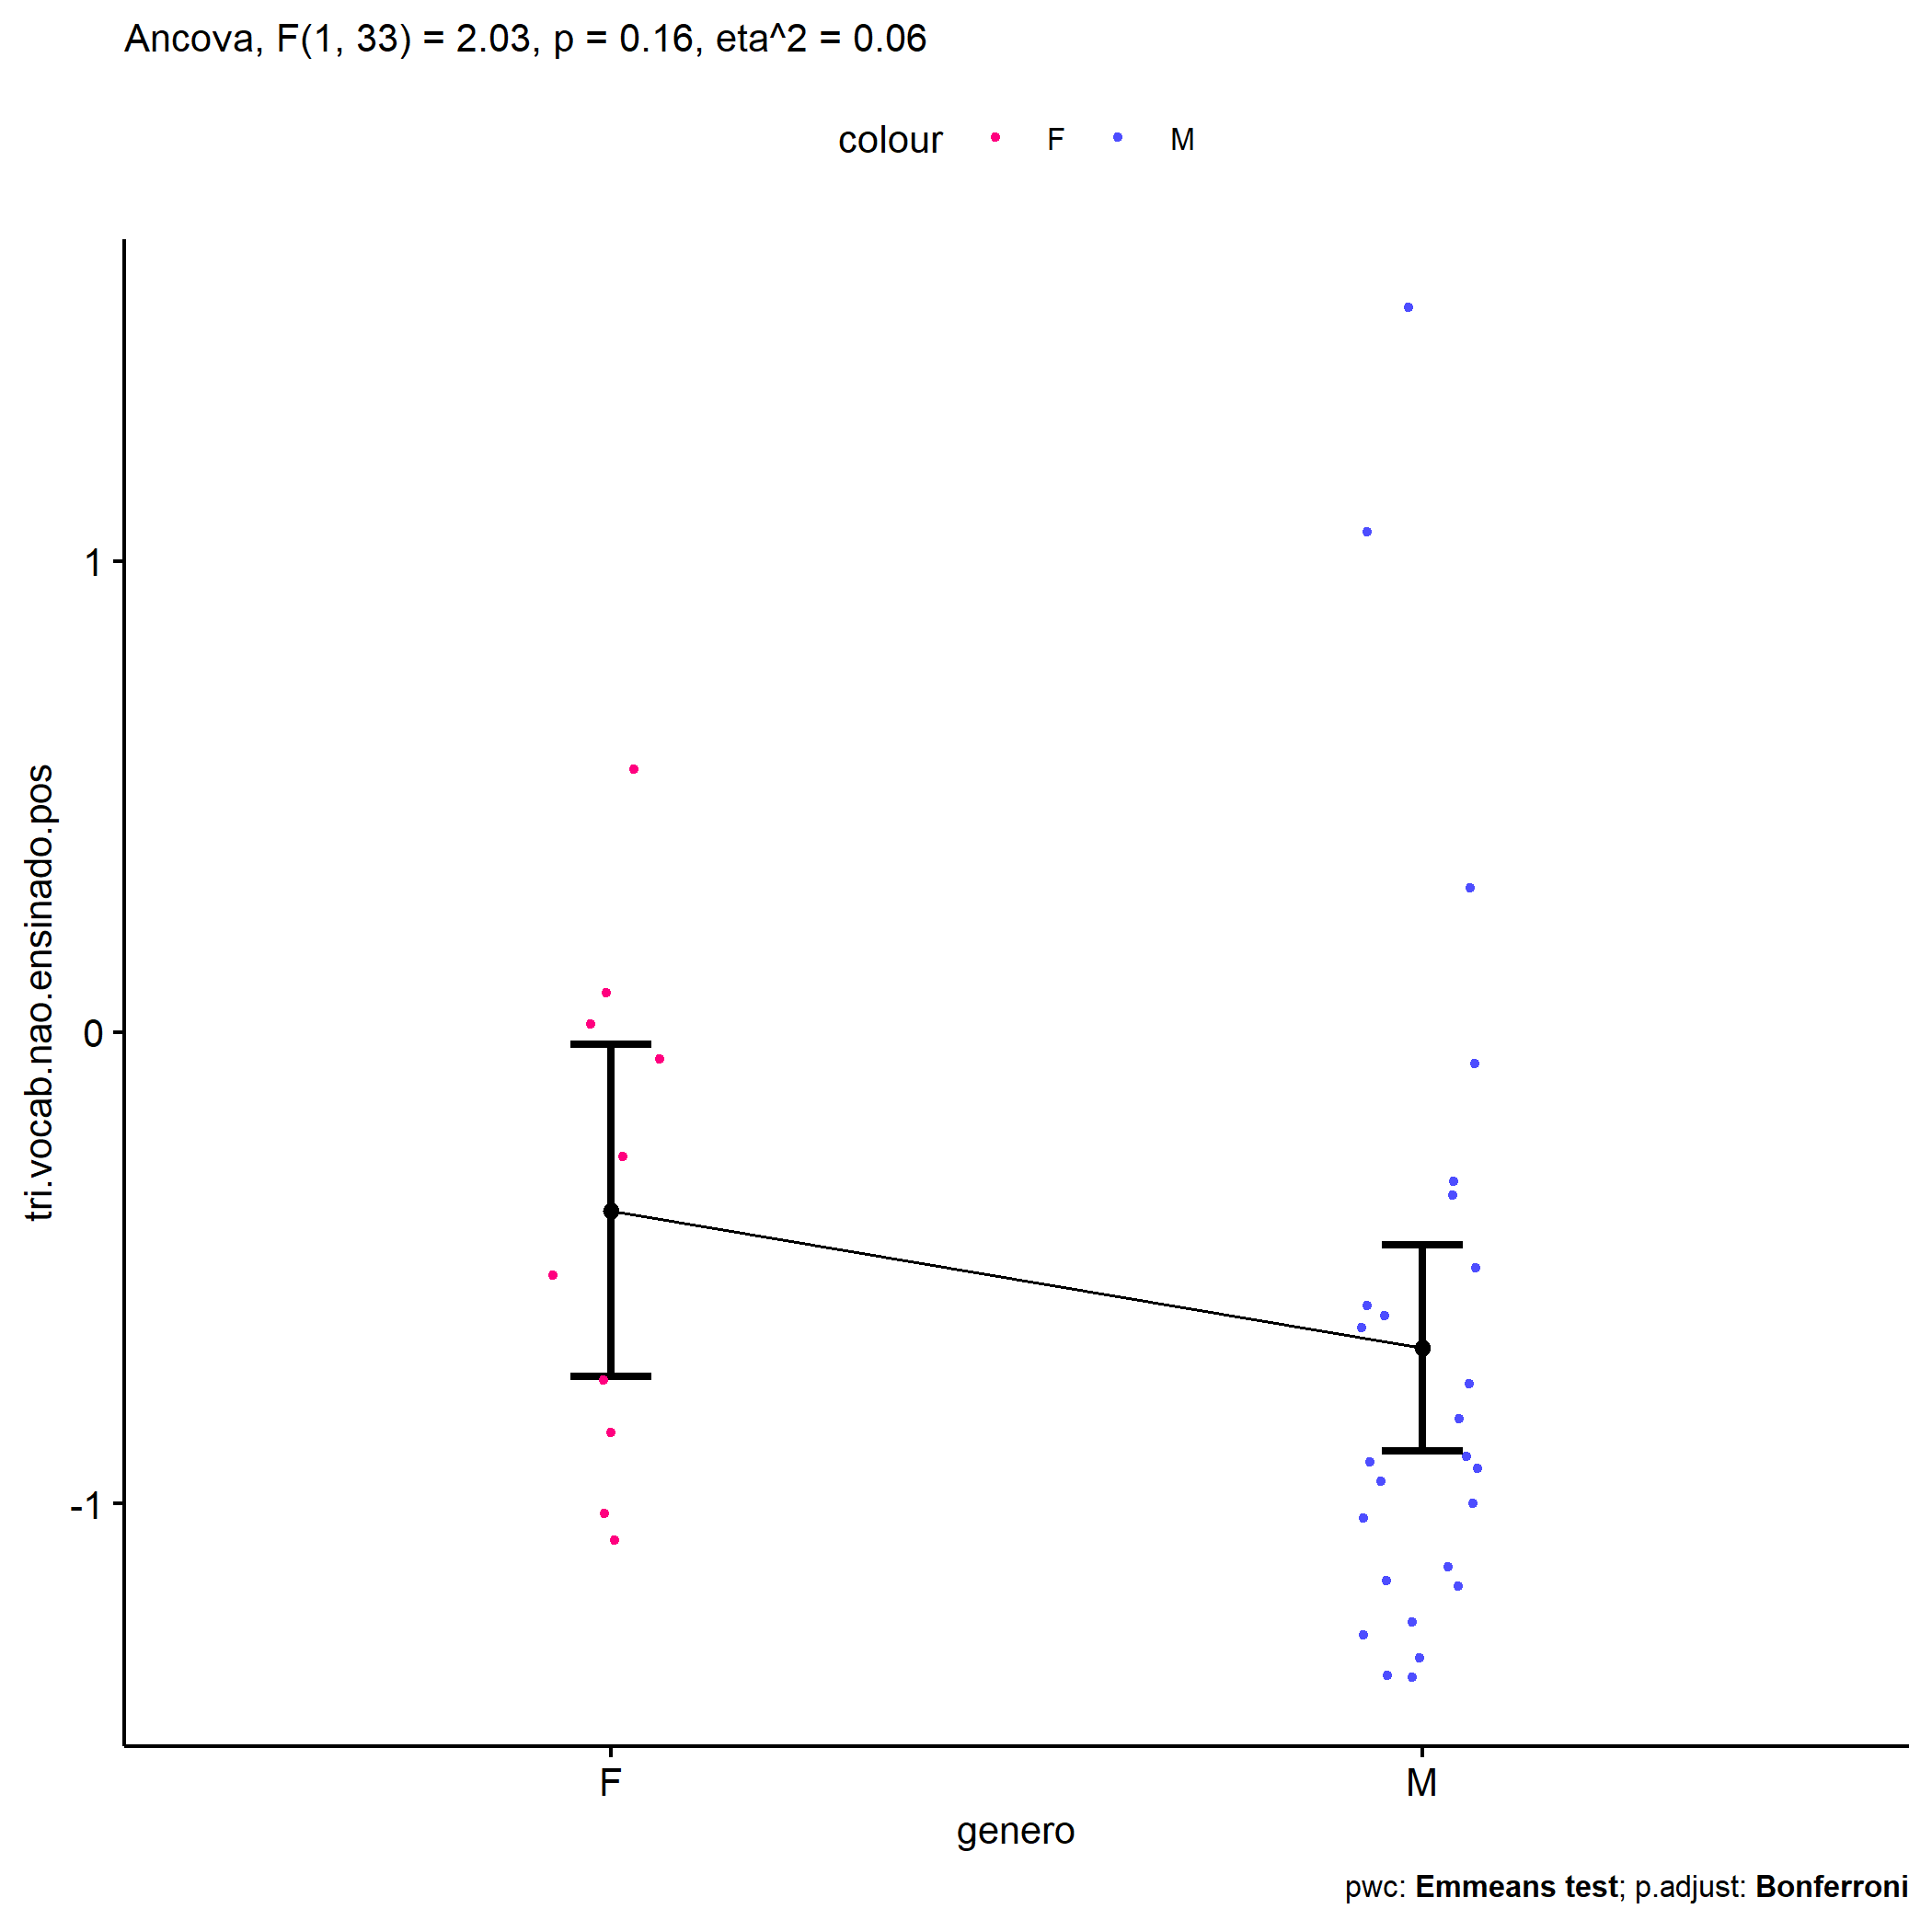 Ancova, F(1, 33) = 2.03, p = 0.16, eta^2 = 0.06
colour F M
tri.vocab.nao.ensinado.pos
1
0
-1
F M
genero
pwc: Emmeans test; p.adjust: Bonferroni